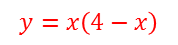 y = x(4 − x)